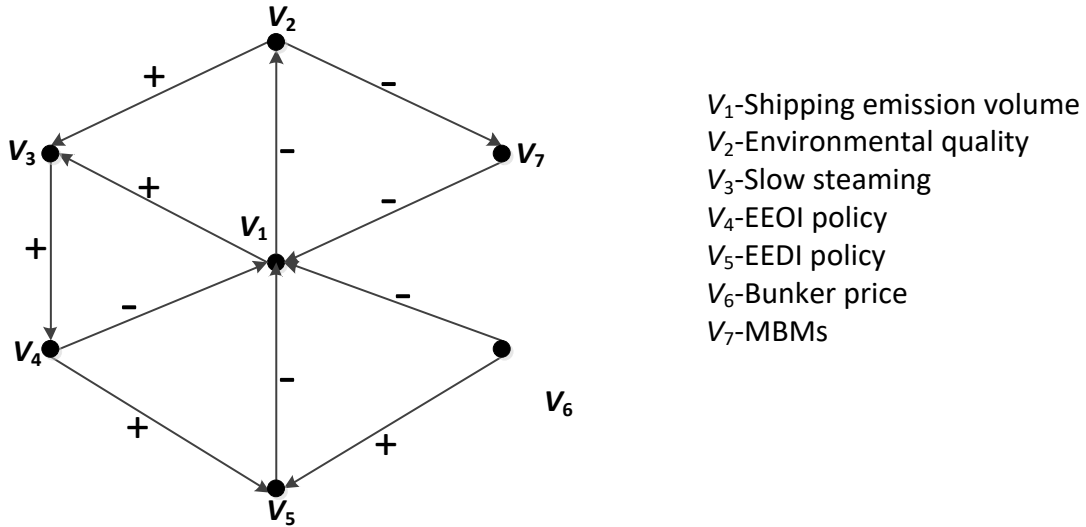 V2
+
-
V3
V7
+
-
-
V1
+
-
-
V4
V6
-
+
+
V5
V1-Shipping emission volume
V2-Environmental quality
V3-Slow steaming
V4-EEOI policy
V5-EEDI policy
V6-Bunker price
V7-MBMs